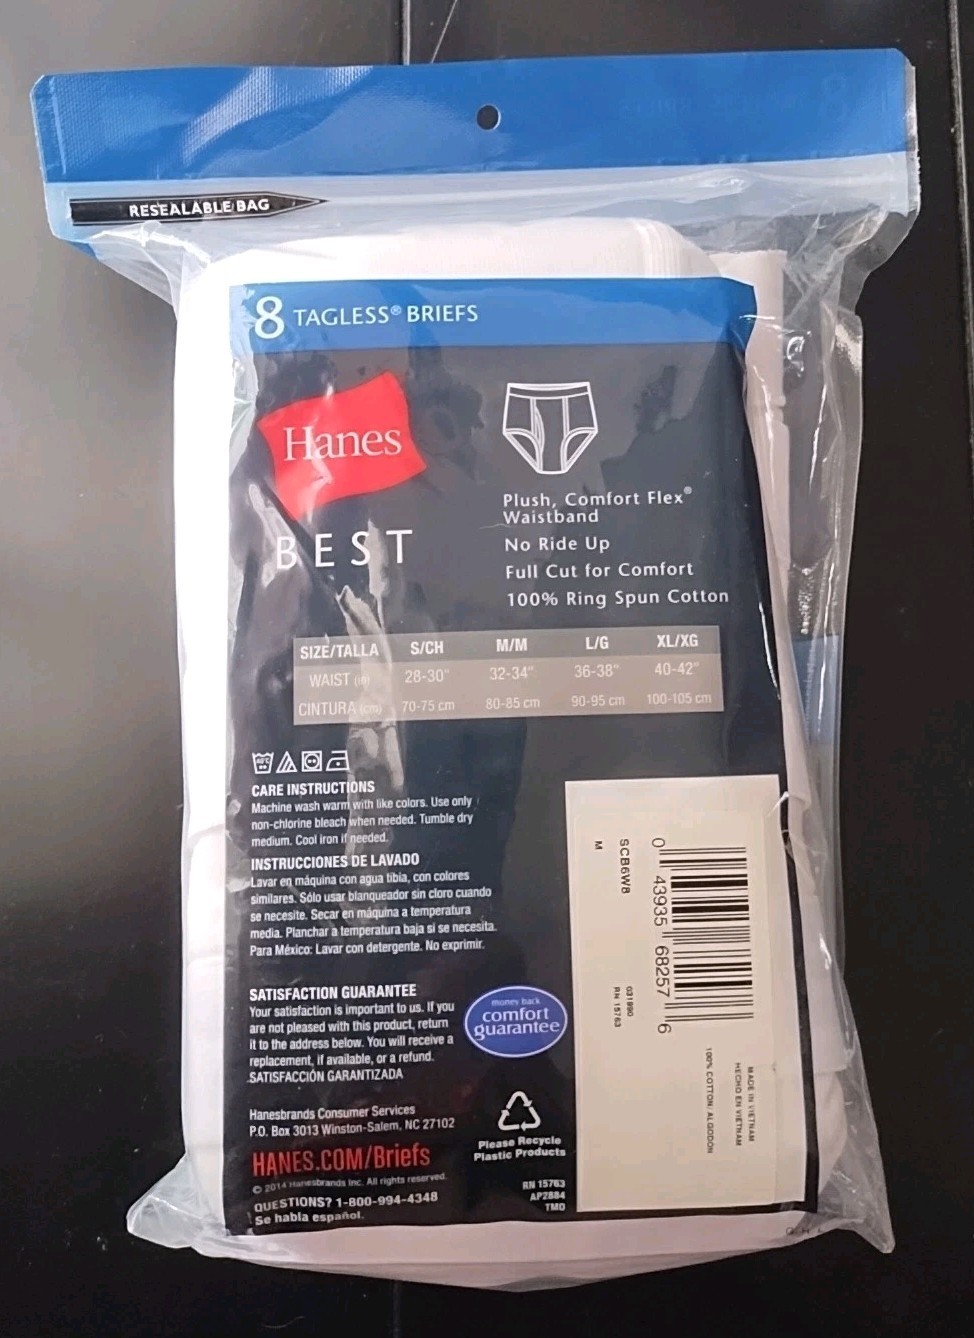 RESEALABLE BAG
8 TAGLESS® BRIEFS
Hanes
BEST
Plush, Comfort Flex®
Waistband
No Ride Up
Full Cut for Comfort
100% Ring Spun Cotton
SIZE/TALLA S/CH M/M L/G XL/XG
WAIST (in) 28-30" 32-34" 36-38" 40-42"
CINTURA (cm) 70-75 cm 80-85 cm 90-95 cm 100-105 cm
CARE INSTRUCTIONS
Machine wash warm with like colors. Use only
non-chlorine bleach when needed. Tumble dry
medium. Cool iron if needed.
INSTRUCCIONES DE LAVADO
Lavar en máquina con agua tibia, con colores
similares. Sólo usar blanqueador sin cloro cuando
se necesite. Secar en máquina a temperatura
media. Planchar a temperatura baja si se necesita.
Para México: Lavar con detergente. No exprimir.
SATISFACTION GUARANTEE
Your satisfaction is important to us. If you
are not pleased with this product, return
it to the address below. You will receive a
replacement, if available, or a refund.
SATISFACCIÓN GARANTIZADA
money back
comfort
guarantee
Hanesbrands Consumer Services
P.O. Box 3013 Winston-Salem, NC 27102
HANES.COM/Briefs
© 2014 Hanesbrands Inc. All rights reserved.
QUESTIONS? 1-800-994-4348
Se habla español.
Please Recycle
Plastic Products
RN 15763
AP2884
TMO
MADE IN VIETNAM
HECHO EN VIETNAM
100% COTTON/ ALGODÓN
0 43935 68257 6
SCB6W8
M
031990
RN 15763